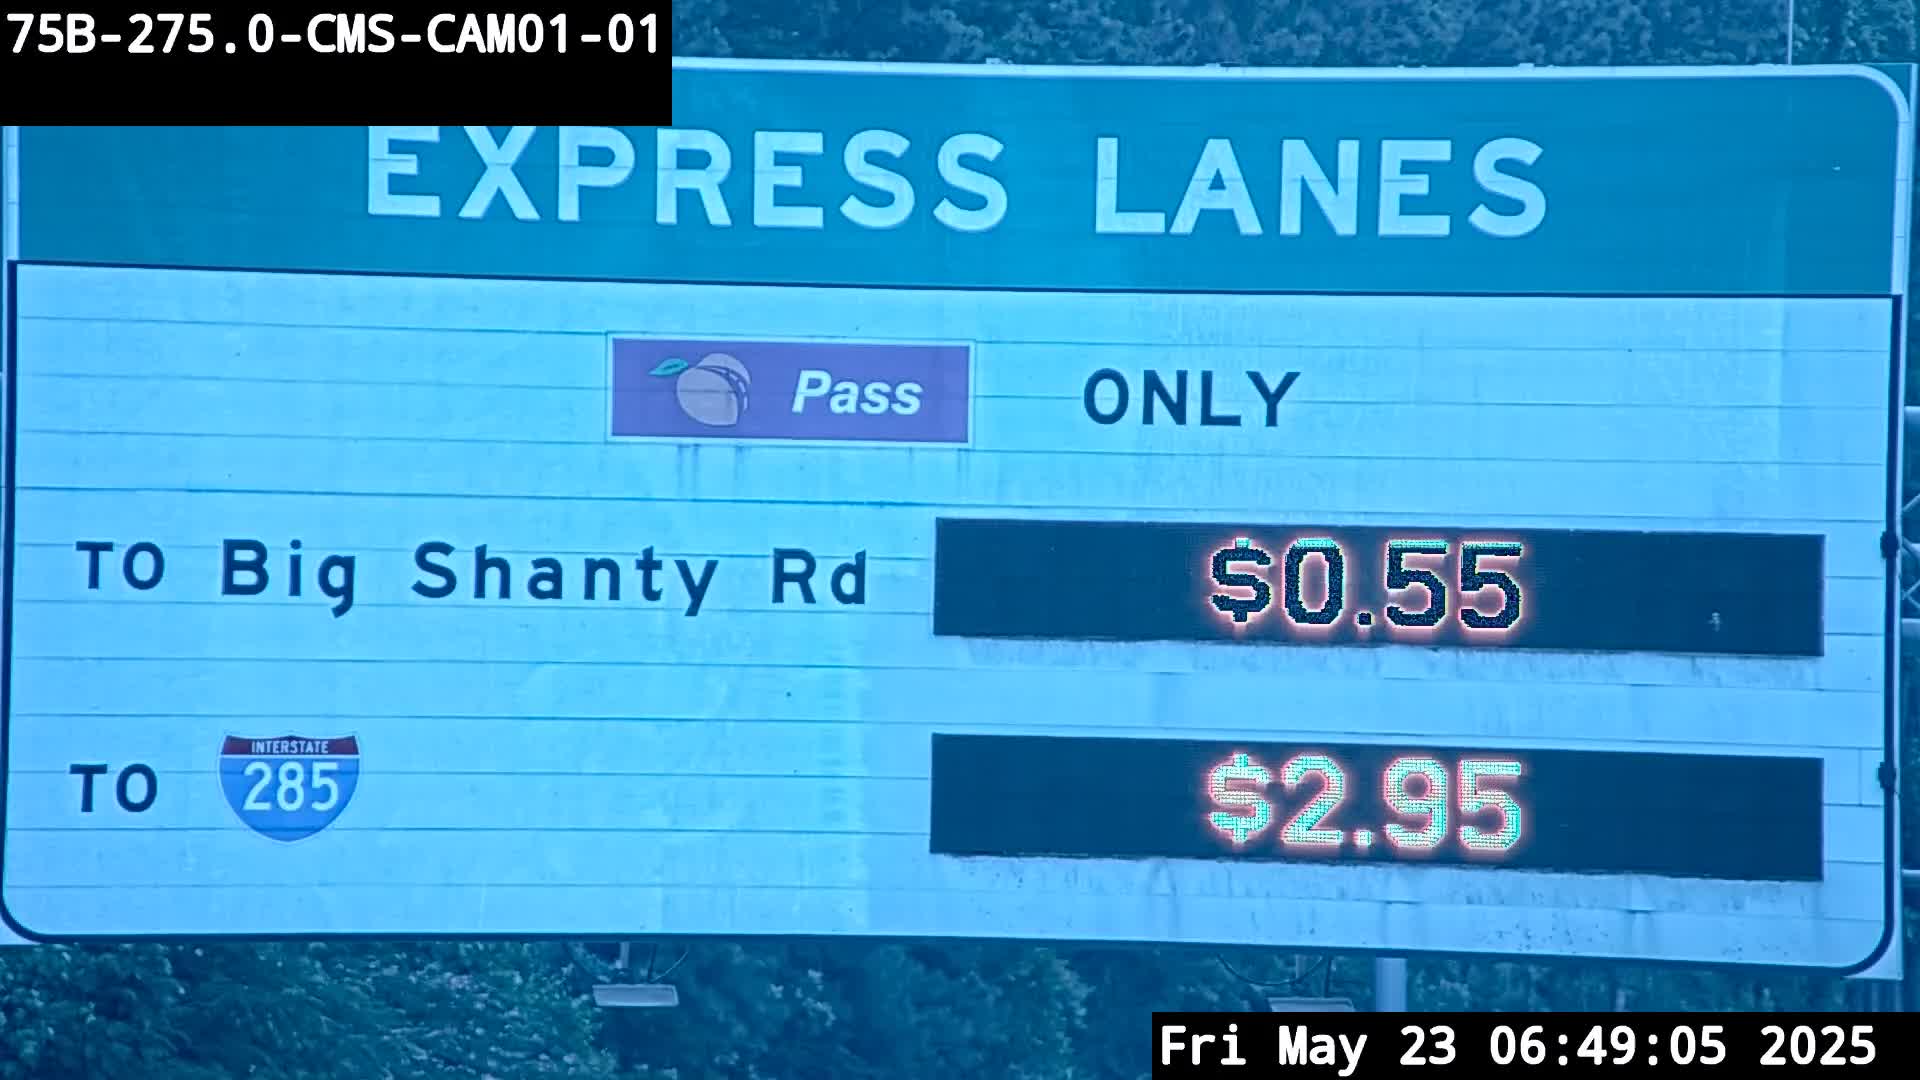 75B-275.0-CMS-CAM01-01
EXPRESS LANES
Pass ONLY
TO Big Shanty Rd $0.55
TO INTERSTATE 285 $2.95
Fri May 23 06:49:05 2025